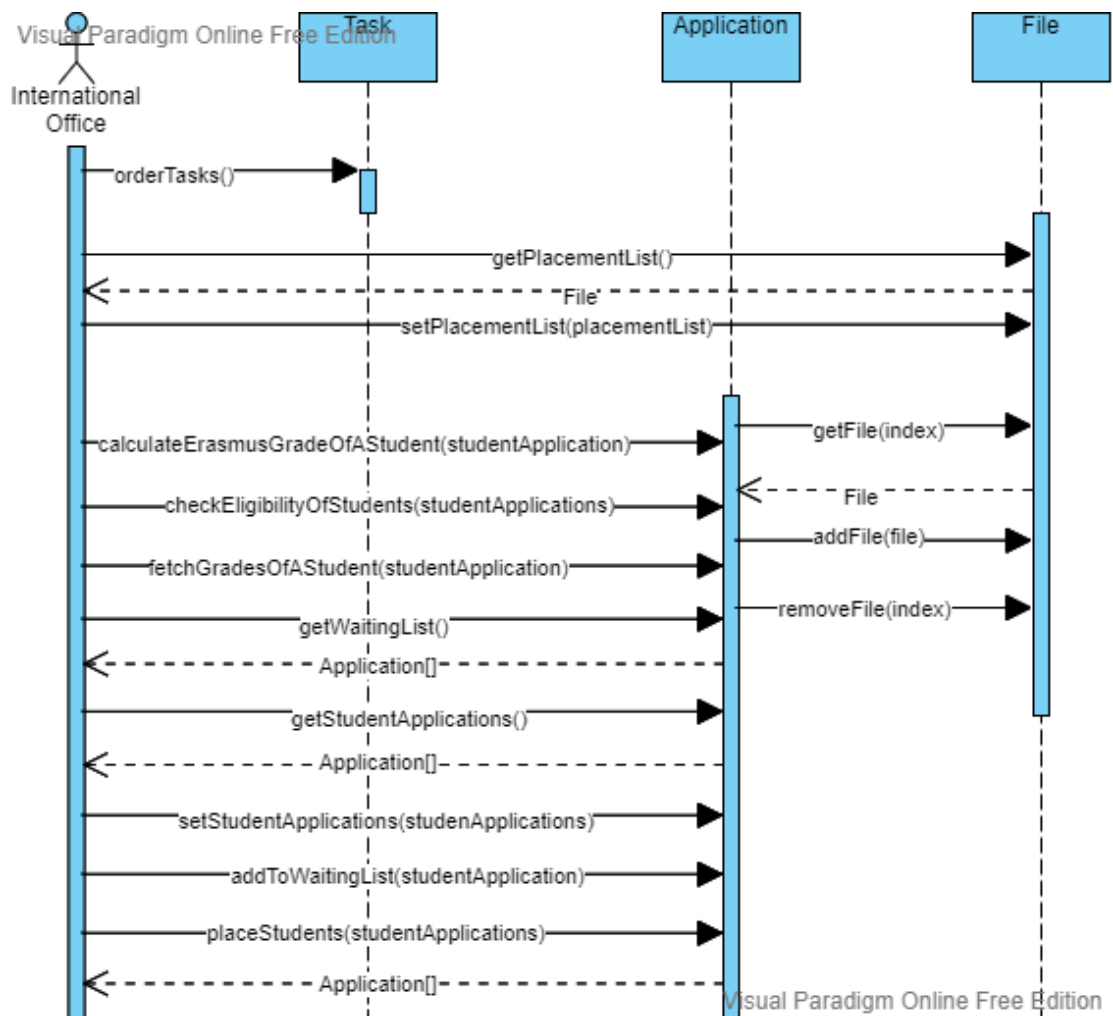 Visual Paradigm Online Free Edition
Task
Application
File
International
Office
orderTasks()
getPlacementList()
File
setPlacementList(placementList)
getFile(index)
calculateErasmusGradeOfAStudent(studentApplication)
File
checkEligibilityOfStudents(studentApplications)
addFile(file)
fetchGradesOfAStudent(studentApplication)
removeFile(index)
getWaitingList()
Application[]
getStudentApplications()
Application[]
setStudentApplications(studenApplications)
addToWaitingList(studentApplication)
placeStudents(studentApplications)
Application[]
Visual Paradigm Online Free Edition